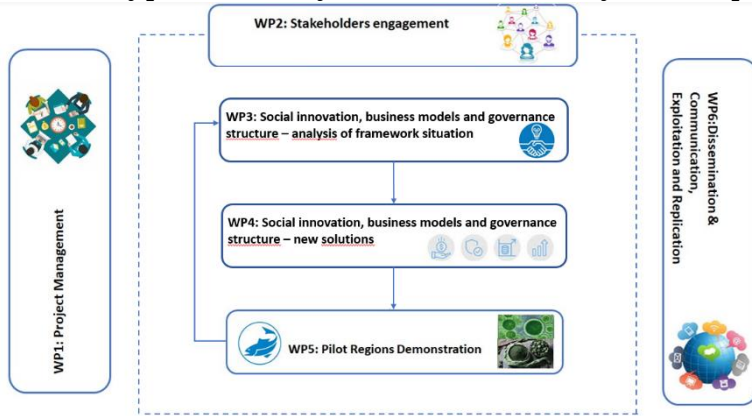 WP2: Stakeholders engagement
WP1: Project Management
WP3: Social innovation, business models and governance
structure – analysis of framework situation
WP4: Social innovation, business models and governance
structure – new solutions
WP5: Pilot Regions Demonstration
WP6:Dissemination &
Communication,
Exploitation and Replication